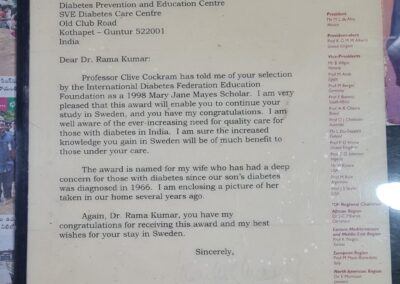 Diabetes Prevention and Education Centre
SVE Diabetes Care Centre
Old Club Road
Kothapet - Guntur 522001
India
Dear Dr. Rama Kumar:
Professor Clive Cockram has told me of your selection
by the International Diabetes Federation Education
Foundation as a 1998 Mary Jane Mayes Scholar. I am very
pleased that this award will enable you to continue your
study in Sweden, and you have my congratulations. I am
well aware of the ever-increasing need for quality care for
those with diabetes in India. I am sure the increased
knowledge you gain in Sweden will be of much benefit to
those under your care.
The award is named for my wife who has had a deep
concern for those with diabetes since our son's diabetes
was diagnosed in 1966. I am enclosing a picture of her
taken in our home several years ago.
Again, Dr. Rama Kumar, you have my
congratulations for receiving this award and my best
wishes for your stay in Sweden.
Sincerely,
President
President-elect
Vice-Presidents
African Region
European Region